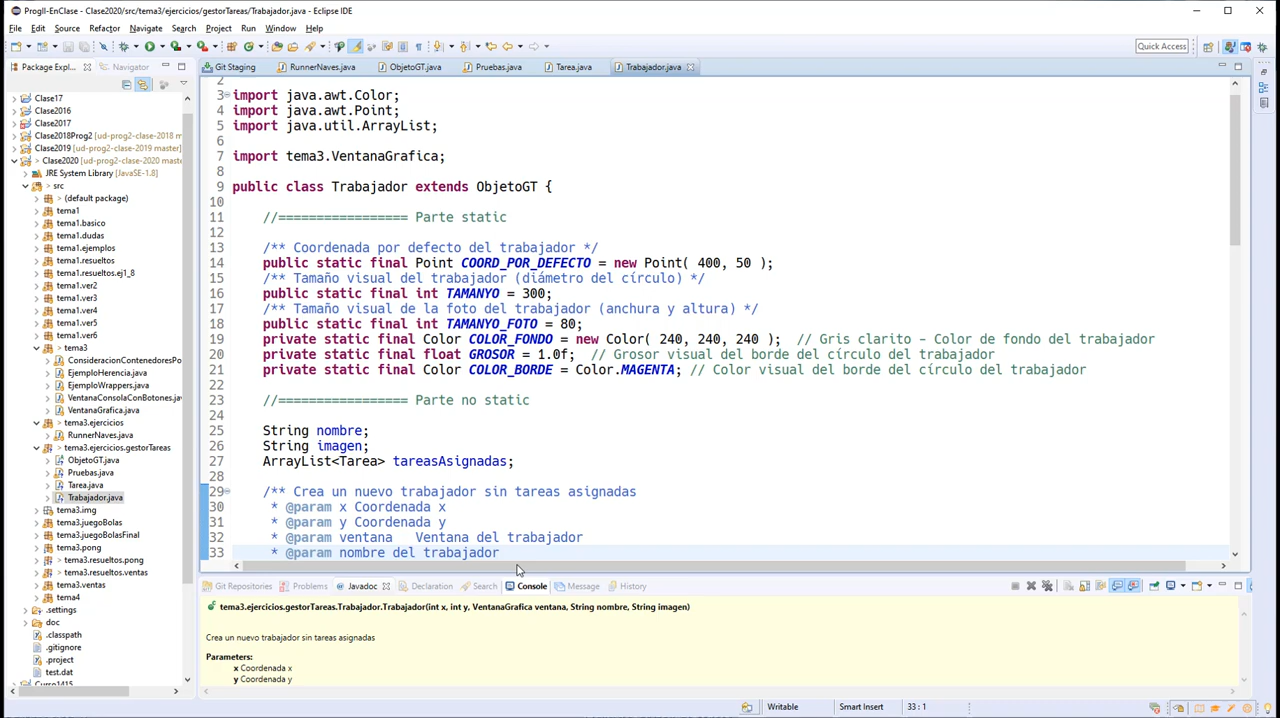 ProgII-EnClase - Clase2020/src/tema3/ejercicios/gestorTareas/Trabajador.java - Eclipse IDE
File Edit Source Refactor Navigate Search Project Run Window Help
Quick Access
Package Expl...
Navigator
Clase17
Clase2016
Clase2017
Clase2018Prog2 [ud-prog2-clase-2018 m
Clase2019 [ud-prog2-clase-2019 master]
> Clase2020 [ud-prog2-clase-2020 maste
JRE System Library [JavaSE-1.8]
> src
(default package)
tema1
tema1.basico
tema1.dudas
tema1.ejemplos
tema1.resueltos
tema1.resueltos.ej1_8
tema1.ver2
tema1.ver3
tema1.ver4
tema1.ver5
tema1.ver6
> tema3
ConsideracionContenedoresPo
EjemploHerencia.java
EjemploWrappers.java
VentanaConsolaConBotones.java
VentanaGrafica.java
> tema3.ejercicios
RunnerNaves.java
> tema3.ejercicios.gestorTareas
ObjetoGT.java
Pruebas.java
Tarea.java
Trabajador.java
tema3.img
tema3.juegoBolas
tema3.juegoBolasFinal
tema3.pong
> tema3.resueltos.pong
> tema3.resueltos.ventas
tema3.ventas
tema4
.settings
doc
.classpath
.gitignore
.project
test.dat
Curso1415
Git Staging RunnerNaves.java ObjetoGT.java Pruebas.java Tarea.java Trabajador.java
2
3 import java.awt.Color;
4 import java.awt.Point;
5 import java.util.ArrayList;
6
7 import tema3.VentanaGrafica;
8
9 public class Trabajador extends ObjetoGT {
10
11 //================= Parte static
12
13 /** Coordenada por defecto del trabajador */
14 public static final Point COORD_POR_DEFECTO = new Point( 400, 50 );
15 /** Tamaño visual del trabajador (diámetro del círculo) */
16 public static final int TAMANYO = 300;
17 /** Tamaño visual de la foto del trabajador (anchura y altura) */
18 public static final int TAMANYO_FOTO = 80;
19 private static final Color COLOR_FONDO = new Color( 240, 240, 240 ); // Gris clarito - Color de fondo del trabajador
20 private static final float GROSOR = 1.0f; // Grosor visual del borde del círculo del trabajador
21 private static final Color COLOR_BORDE = Color.MAGENTA; // Color visual del borde del círculo del trabajador
22
23 //================= Parte no static
24
25 String nombre;
26 String imagen;
27 ArrayList<Tarea> tareasAsignadas;
28
29 /** Crea un nuevo trabajador sin tareas asignadas
30 * @param x Coordenada x
31 * @param y Coordenada y
32 * @param ventana Ventana del trabajador
33 * @param nombre del trabajador
Git Repositories Problems Javadoc Declaration Search Console Message History
tema3.ejercicios.gestorTareas.Trabajador.Trabajador(int x, int y, VentanaGrafica ventana, String nombre, String imagen)
Crea un nuevo trabajador sin tareas asignadas
Parameters:
x Coordenada x
y Coordenada y
Writable Smart Insert 33 : 1